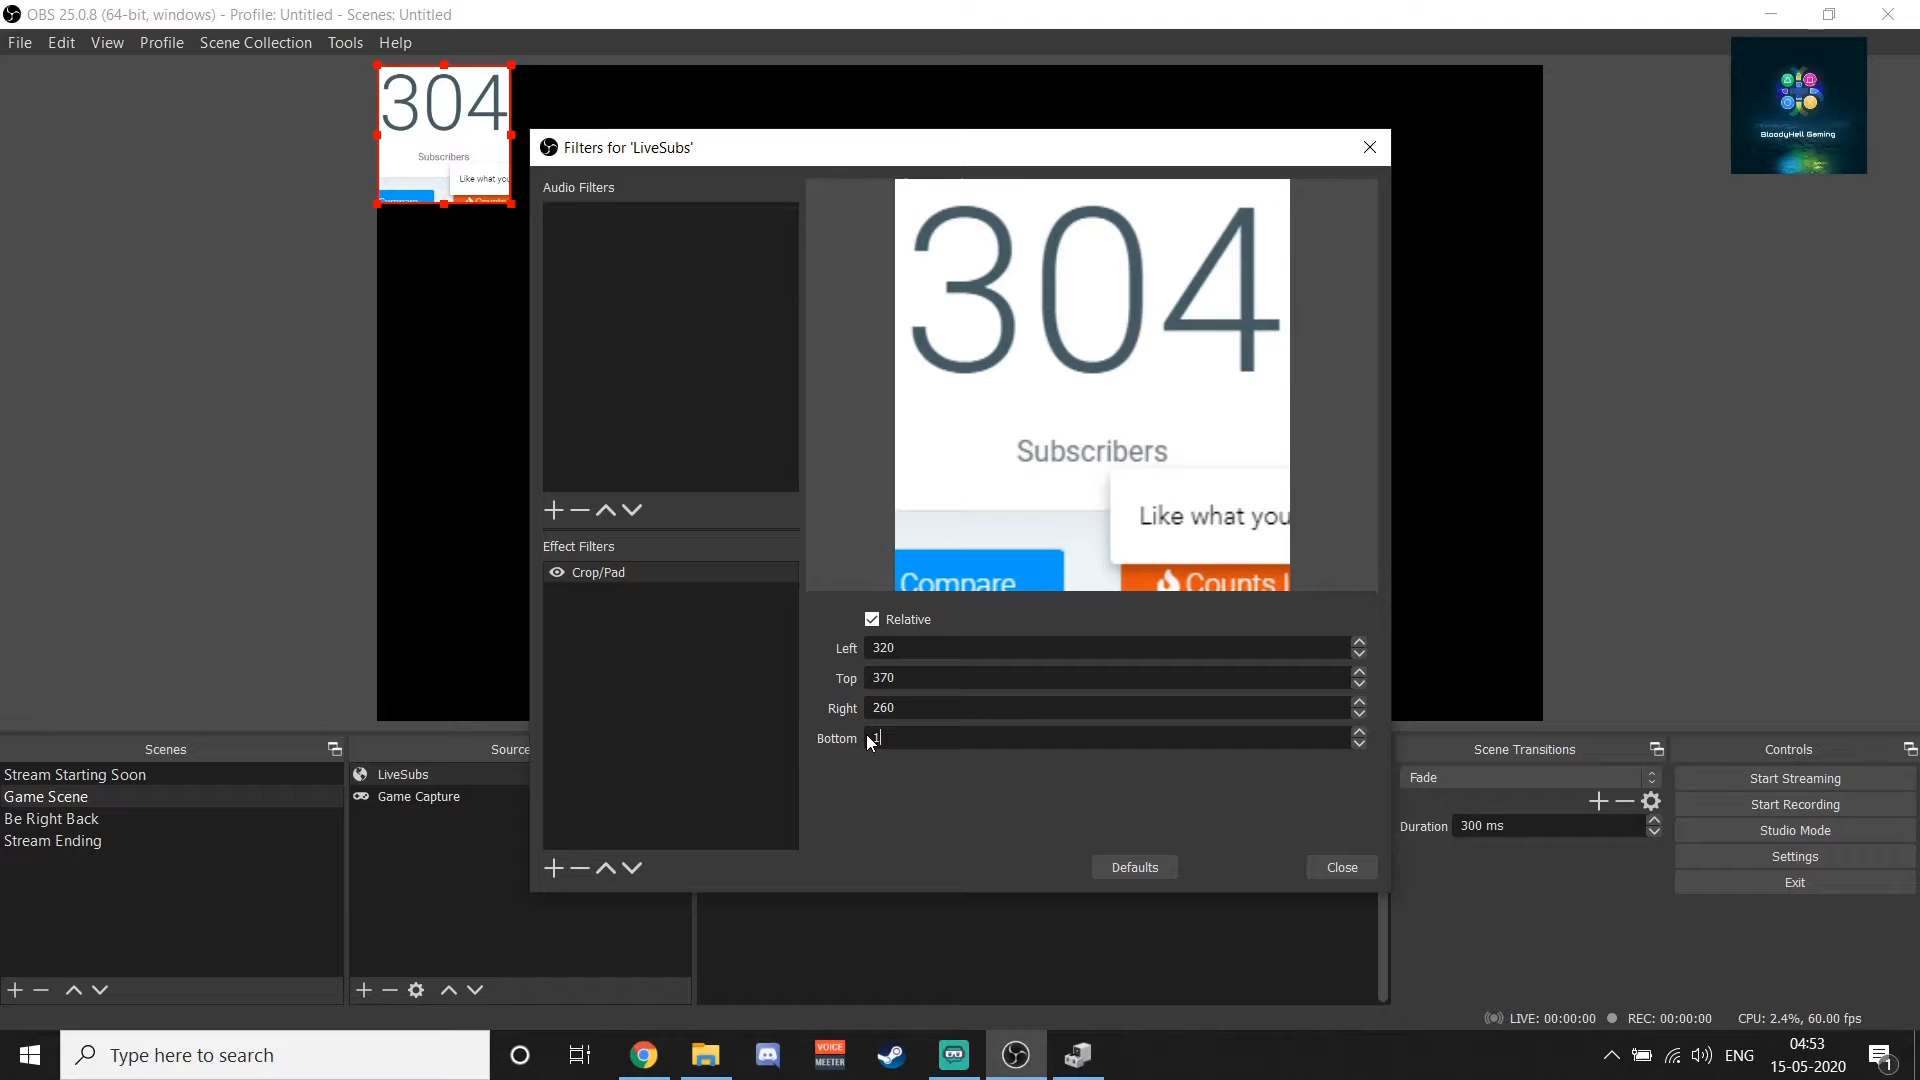 OBS 25.0.8 (64-bit, windows) - Profile: Untitled - Scenes: Untitled
File Edit View Profile Scene Collection Tools Help
304
Subscribers
Like what you
Compare
Counts
BloodyHell Gaming
Filters for 'LiveSubs'
Audio Filters
304
Subscribers
Like what you
Compare
Counts
Effect Filters
Crop/Pad
Relative
Left 320
Top 370
Right 260
Bottom 1
Defaults Close
Scenes
Stream Starting Soon
Game Scene
Be Right Back
Stream Ending
Source
LiveSubs
Game Capture
Scene Transitions
Fade
Duration 300 ms
Controls
Start Streaming
Start Recording
Studio Mode
Settings
Exit
LIVE: 00:00:00 REC: 00:00:00 CPU: 2.4%, 60.00 fps
Type here to search
VOICE
MEETER
ENG
04:53
15-05-2020
1